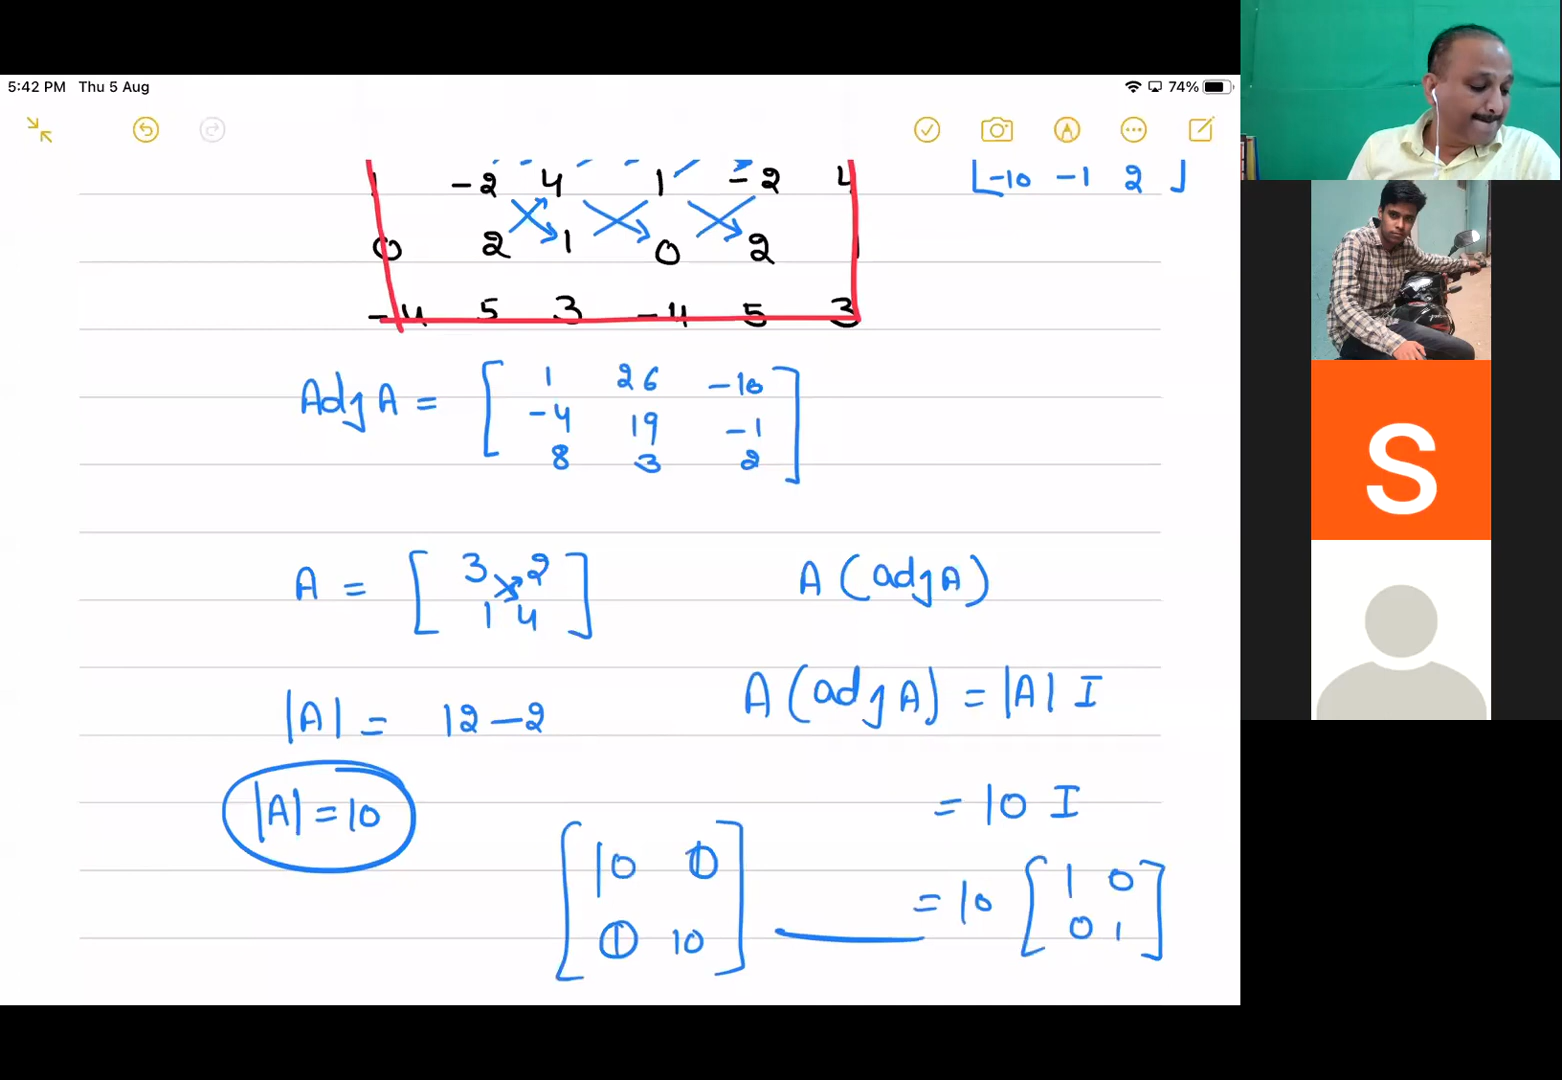 5:42 PM Thu 5 Aug 74%
-2 4 1 -2 4
[-10 -1 2]
0 2 1 0 2
-4 5 3 -4 5 3
Adj A = [ 1 26 -10
-4 19 -1
8 3 2 ]
A = [ 3 2
1 4 ]
A (adj A)
|A| = 12-2
A (adj A) = |A| I
|A| = 10
= 10 I
[ 10 0
0 10 ]
= 10 [ 1 0
0 1 ]
S